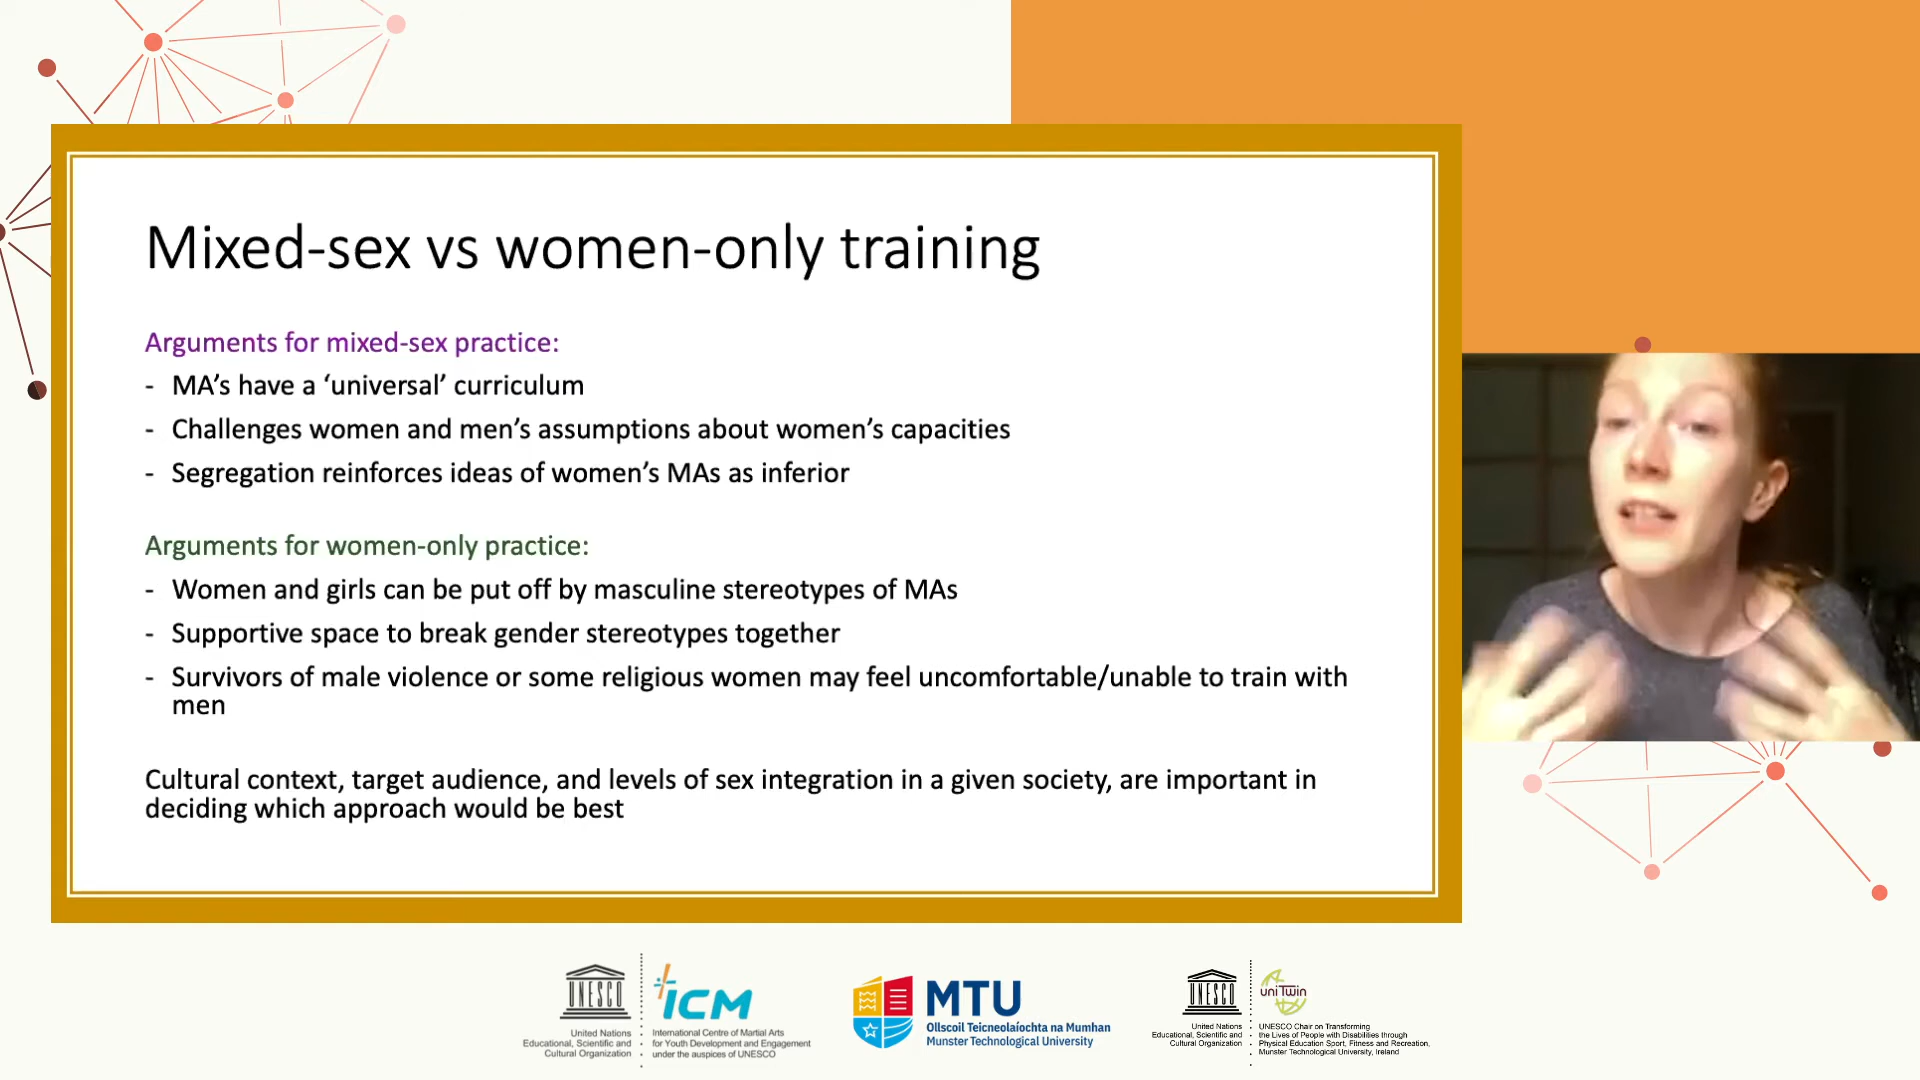 Mixed-sex vs women-only training
Arguments for mixed-sex practice:
- MA’s have a ‘universal’ curriculum
- Challenges women and men’s assumptions about women’s capacities
- Segregation reinforces ideas of women’s MAs as inferior
Arguments for women-only practice:
- Women and girls can be put off by masculine stereotypes of MAs
- Supportive space to break gender stereotypes together
- Survivors of male violence or some religious women may feel uncomfortable/unable to train with
men
Cultural context, target audience, and levels of sex integration in a given society, are important in
deciding which approach would be best
UNESCO
United Nations
Educational, Scientific and
Cultural Organization
ICM
International Centre of Martial Arts
for Youth Development and Engagement
under the auspices of UNESCO
MTU
Ollscoil Teicneolaíochta na Mumhan
Munster Technological University
UNESCO
United Nations
Educational, Scientific and
Cultural Organization
uniTwin
UNESCO Chair on Transforming
the Lives of People with Disabilities through
Physical Education Sport, Fitness and Recreation,
Munster Technological University, Ireland